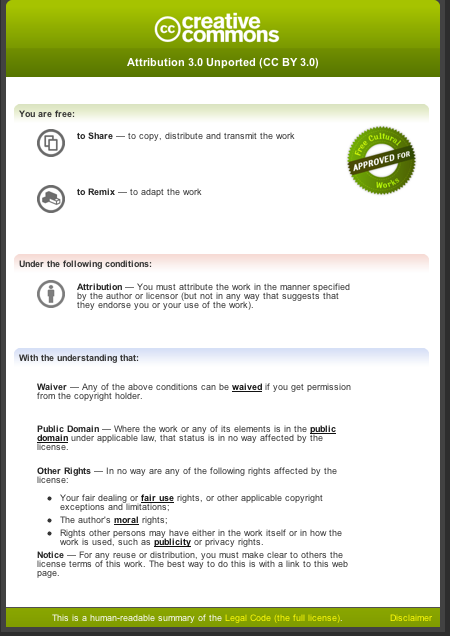 cc creative
commons
Attribution 3.0 Unported (CC BY 3.0)
You are free:
to Share — to copy, distribute and transmit the work
Free Cultural
APPROVED FOR
Works
to Remix — to adapt the work
Under the following conditions:
Attribution — You must attribute the work in the manner specified
by the author or licensor (but not in any way that suggests that
they endorse you or your use of the work).
With the understanding that:
Waiver — Any of the above conditions can be waived if you get permission
from the copyright holder.
Public Domain — Where the work or any of its elements is in the public
domain under applicable law, that status is in no way affected by the
license.
Other Rights — In no way are any of the following rights affected by the
license:
• Your fair dealing or fair use rights, or other applicable copyright
exceptions and limitations;
• The author's moral rights;
• Rights other persons may have either in the work itself or in how the
work is used, such as publicity or privacy rights.
Notice — For any reuse or distribution, you must make clear to others the
license terms of this work. The best way to do this is with a link to this web
page.
This is a human-readable summary of the Legal Code (the full license).
Disclaimer